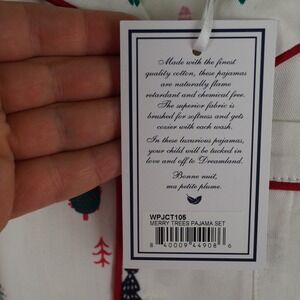 Made with the finest
quality cotton, these pajamas
are naturally flame
retardant and chemical free.
The superior fabric is
brushed for softness and gets
cozier with each wash.
In these luxurious pajamas,
your child will be tucked in
love and off to Dreamland.
Bonne nuit,
ma petite plume.
WPJCT105
MERRY TREES PAJAMA SET
8 40009 44908 6